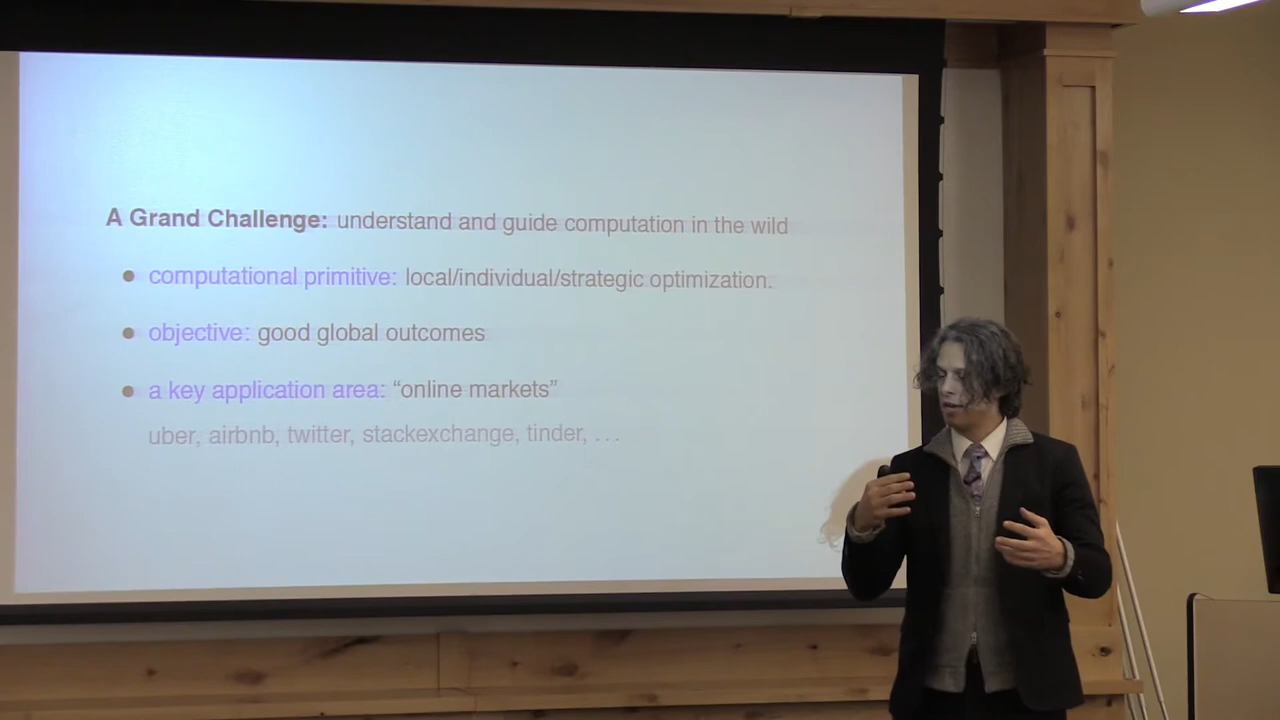 A Grand Challenge: understand and guide computation in the wild
• computational primitive: local/individual/strategic optimization.
• objective: good global outcomes
• a key application area: “online markets”
uber, airbnb, twitter, stackexchange, tinder, …